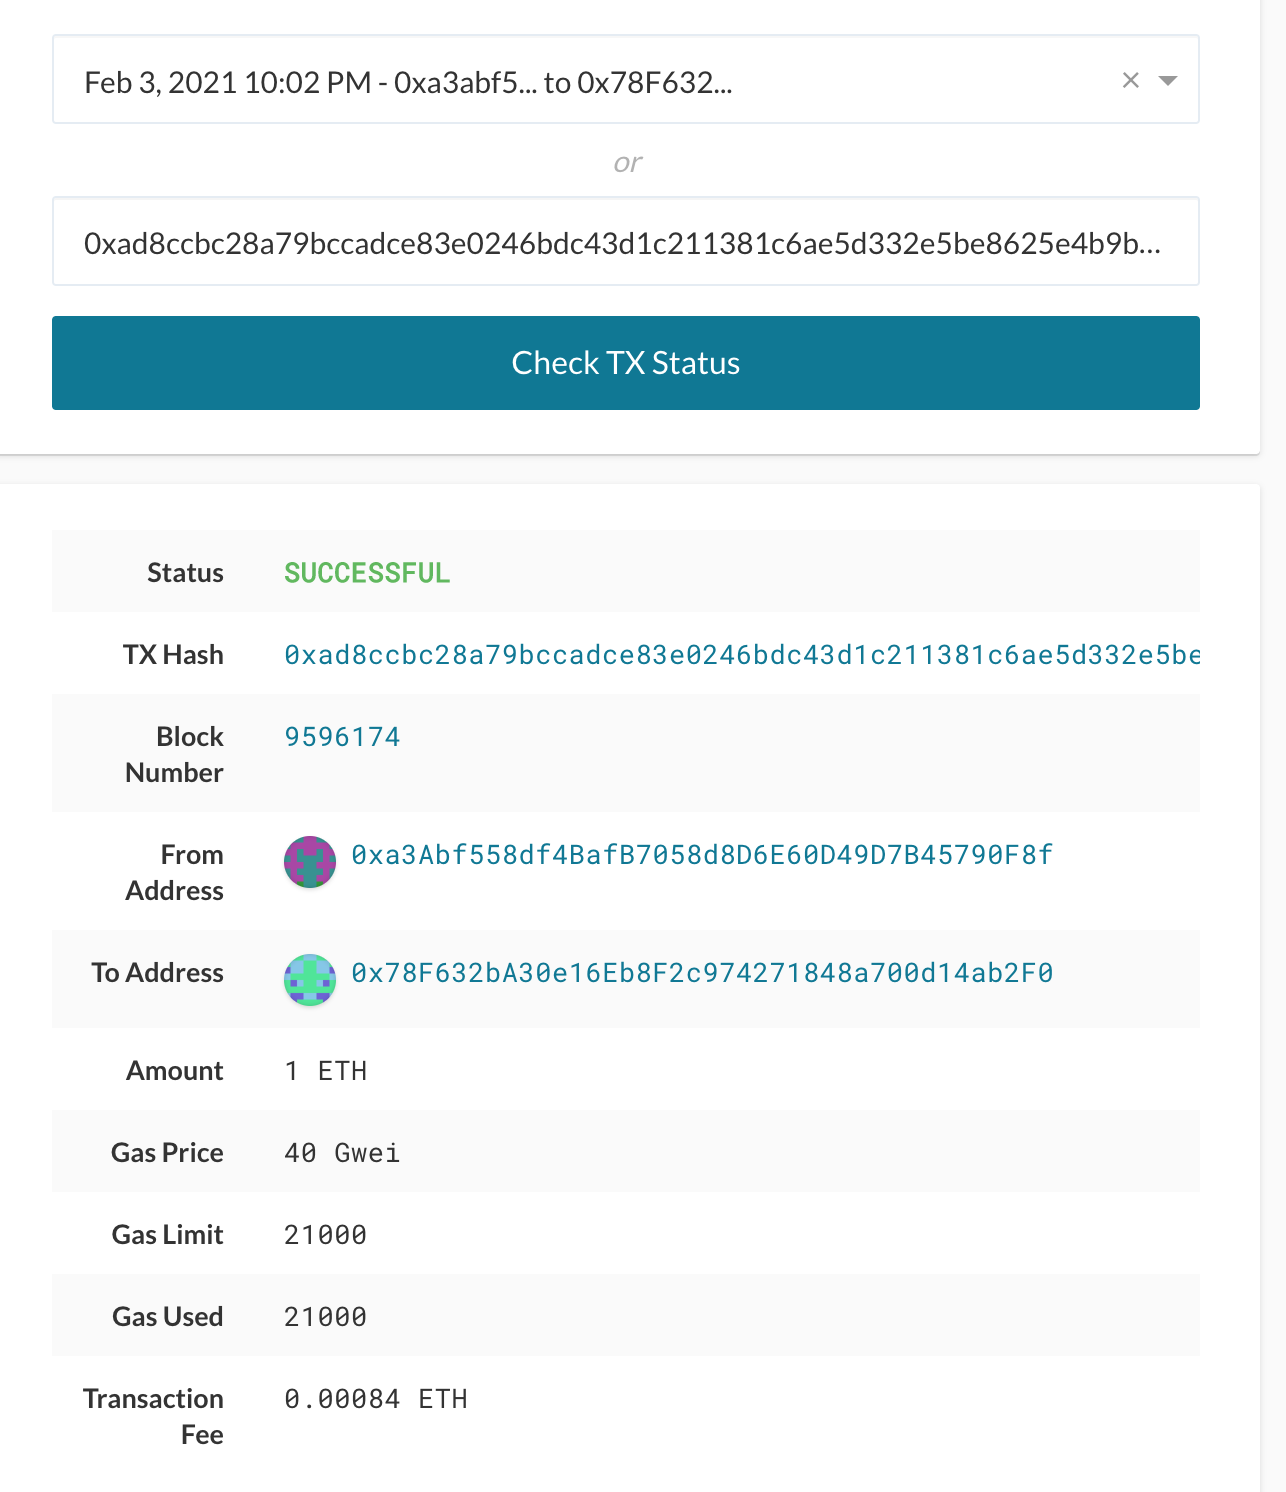 Feb 3, 2021 10:02 PM - 0xa3abf5... to 0x78F632...
or
0xad8ccbc28a79bccadce83e0246bdc43d1c211381c6ae5d332e5be8625e4b9b...
Check TX Status
Status SUCCESSFUL
TX Hash 0xad8ccbc28a79bccadce83e0246bdc43d1c211381c6ae5d332e5be
Block 9596174
Number
From 0xa3Abf558df4BafB7058d8D6E60D49D7B45790F8f
Address
To Address 0x78F632bA30e16Eb8F2c974271848a700d14ab2F0
Amount 1 ETH
Gas Price 40 Gwei
Gas Limit 21000
Gas Used 21000
Transaction 0.00084 ETH
Fee